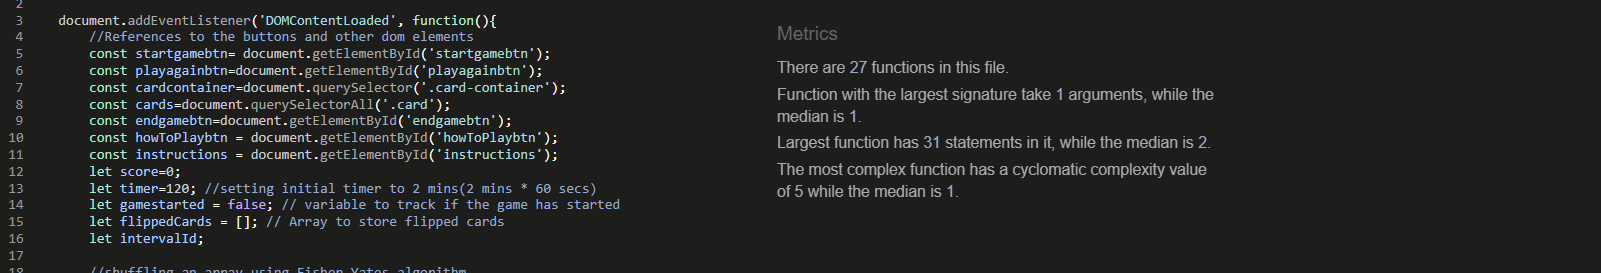 2
3 document.addEventListener('DOMContentLoaded', function(){
4 //References to the buttons and other dom elements
5 const startgamebtn= document.getElementById('startgamebtn');
6 const playagainbtn=document.getElementById('playagainbtn');
7 const cardcontainer=document.querySelector('.card-container');
8 const cards=document.querySelectorAll('.card');
9 const endgamebtn=document.getElementById('endgamebtn');
10 const howToPlaybtn = document.getElementById('howToPlaybtn');
11 const instructions = document.getElementById('instructions');
12 let score=0;
13 let timer=120; //setting initial timer to 2 mins(2 mins * 60 secs)
14 let gamestarted = false; // variable to track if the game has started
15 let flippedCards = []; // Array to store flipped cards
16 let intervalId;
17
18 //shuffling an array using Fisher Yates algorithm
Metrics
There are 27 functions in this file.
Function with the largest signature take 1 arguments, while the
median is 1.
Largest function has 31 statements in it, while the median is 2.
The most complex function has a cyclomatic complexity value
of 5 while the median is 1.